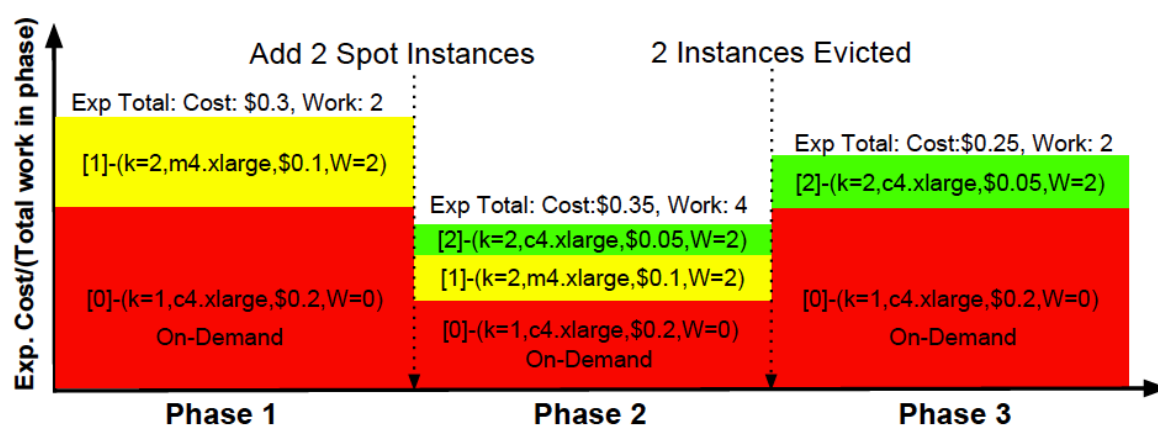 Exp. Cost/(Total work in phase)
Add 2 Spot Instances
2 Instances Evicted
Exp Total: Cost: $0.3, Work: 2
[1]-(k=2,m4.xlarge,$0.1,W=2)
[0]-(k=1,c4.xlarge,$0.2,W=0)
On-Demand
Exp Total: Cost:$0.35, Work: 4
[2]-(k=2,c4.xlarge,$0.05,W=2)
[1]-(k=2,m4.xlarge,$0.1,W=2)
[0]-(k=1,c4.xlarge,$0.2,W=0)
On-Demand
Exp Total: Cost:$0.25, Work: 2
[2]-(k=2,c4.xlarge,$0.05,W=2)
[0]-(k=1,c4.xlarge,$0.2,W=0)
On-Demand
Phase 1
Phase 2
Phase 3